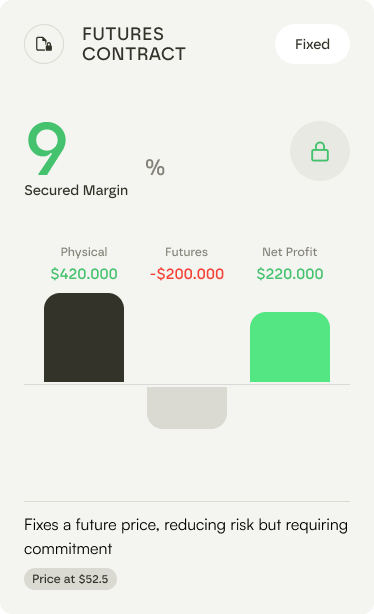 FUTURES
CONTRACT
Fixed
9 %
Secured Margin
Physical Futures Net Profit
$420.000 -$200.000 $220.000
Fixes a future price, reducing risk but requiring
commitment
Price at $52.5